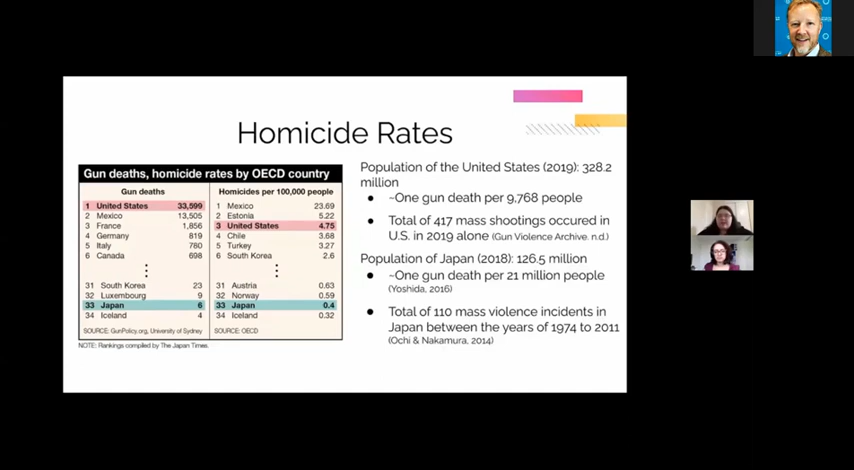 Homicide Rates
Gun deaths, homicide rates by OECD country
Gun deaths
1 United States 33,599
2 Mexico 13,505
3 France 1,856
4 Germany 819
5 Italy 780
6 Canada 698
31 South Korea 23
32 Luxembourg 9
33 Japan 6
34 Iceland 4
SOURCE: GunPolicy.org, University of Sydney
Homicides per 100,000 people
1 Mexico 23.69
2 Estonia 5.22
3 United States 4.75
4 Chile 3.68
5 Turkey 3.27
6 South Korea 2.6
31 Austria 0.63
32 Norway 0.59
33 Japan 0.4
34 Iceland 0.32
SOURCE: OECD
NOTE: Rankings compiled by The Japan Times.
Population of the United States (2019): 328.2
million
● ~One gun death per 9,768 people
● Total of 417 mass shootings occured in
U.S. in 2019 alone (Gun Violence Archive. n.d.)
Population of Japan (2018): 126.5 million
● ~One gun death per 21 million people
(Yoshida, 2016)
● Total of 110 mass violence incidents in
Japan between the years of 1974 to 2011
(Ochi & Nakamura, 2014)